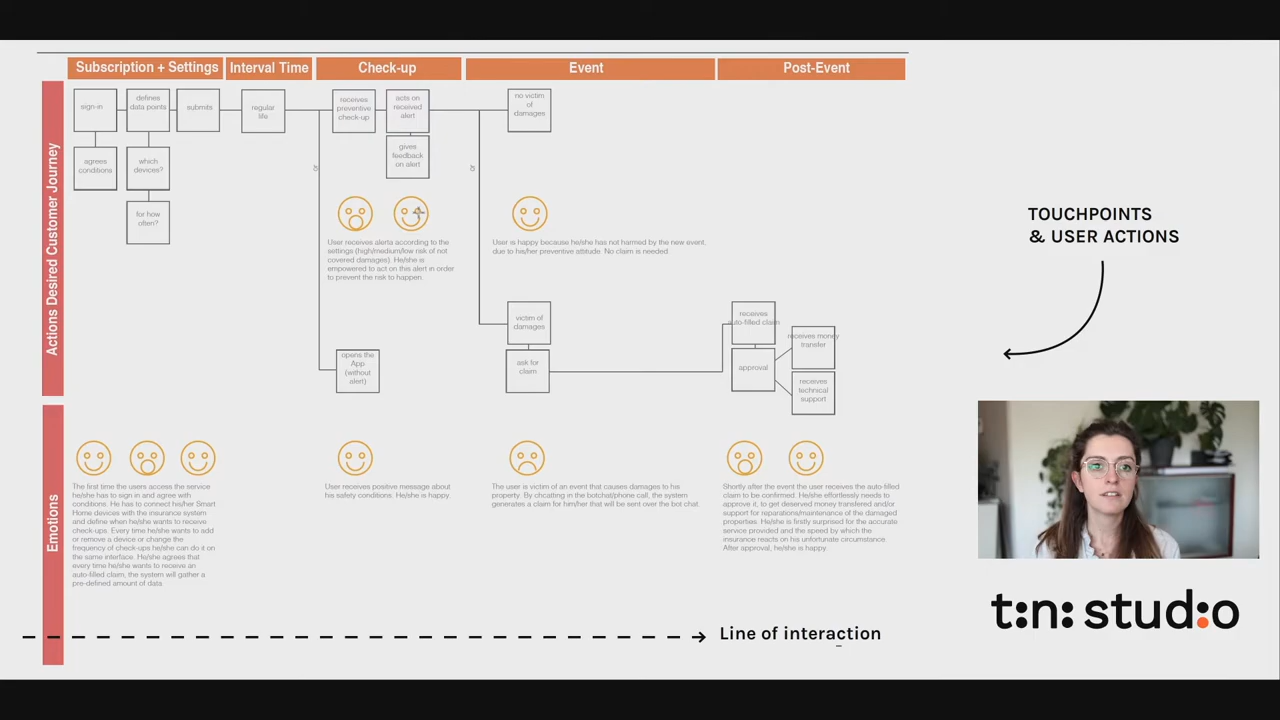 Subscription + Settings
Interval Time
Check-up
Event
Post-Event
Actions Desired Customer Journey
sign-in
defines
data points
submits
regular
life
receives
preventive
check-up
acts on
received
alert
no victim
of
damages
agrees
conditions
which
devices?
for how
often?
gives
feedback
on alert
or
or
User receives alerta according to the
settings (high/medium/low risk of not
covered damages). He/she is
empowered to act on this alert in order
to prevent the risk to happen.
User is happy because he/she has not harmed by the new event,
due to his/her preventive attitude. No claim is needed.
victim of
damages
ask for
claim
opens the
App
(without
alert)
receives
auto-filled claim
approval
receives money
transfer
receives
technical
support
Emotions
The first time the users access the service
he/she has to sign in and agree with
conditions. He has to connect his/her Smart
Home devices with the insurance system
and define when he/she wants to receive
check-ups. Every time he/she wants to add
or remove a device or change the
frequency of check-ups he/she can do it on
the same interface. He/she agrees that
every time he/she wants to receive an
auto-filled claim, the system will gather a
pre-defined amount of data
User receives positive message about
his safety conditions. He/she is happy.
The user is victim of an event that causes damages to his
property. By chcatting in the botchat/phone call, the system
generates a claim for him/her that will be sent over the bot chat.
Shortly after the event the user receives the auto-filled
claim to be confirmed. He/she effortlessly needs to
approve it, to get deserved money transfered and/or
support for reparations/maintenance of the damaged
properties. He/she is firstly surprised for the accurate
service provided and the speed by which the
insurance reacts on his unfortunate circumstance.
After approval, he/she is happy.
Line of interaction
TOUCHPOINTS
& USER ACTIONS
t:n: stud:o